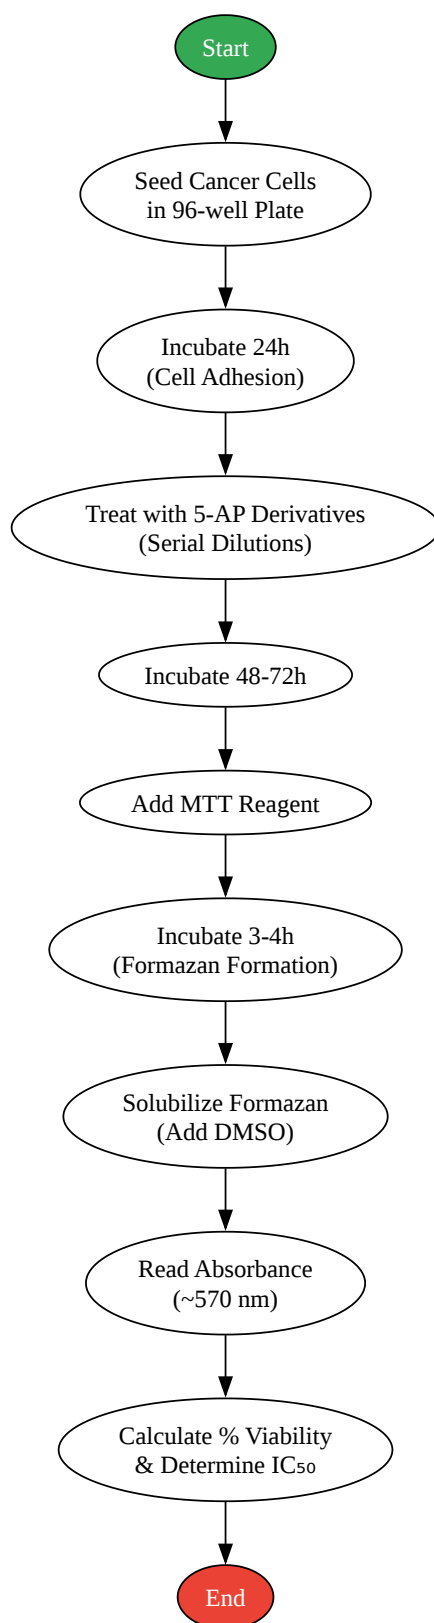 Start
Seed Cancer Cells
in 96-well Plate
Incubate 24h
(Cell Adhesion)
Treat with 5-AP Derivatives
(Serial Dilutions)
Incubate 48-72h
Add MTT Reagent
Incubate 3-4h
(Formazan Formation)
Solubilize Formazan
(Add DMSO)
Read Absorbance
(~570 nm)
Calculate % Viability
& Determine IC₅₀
End